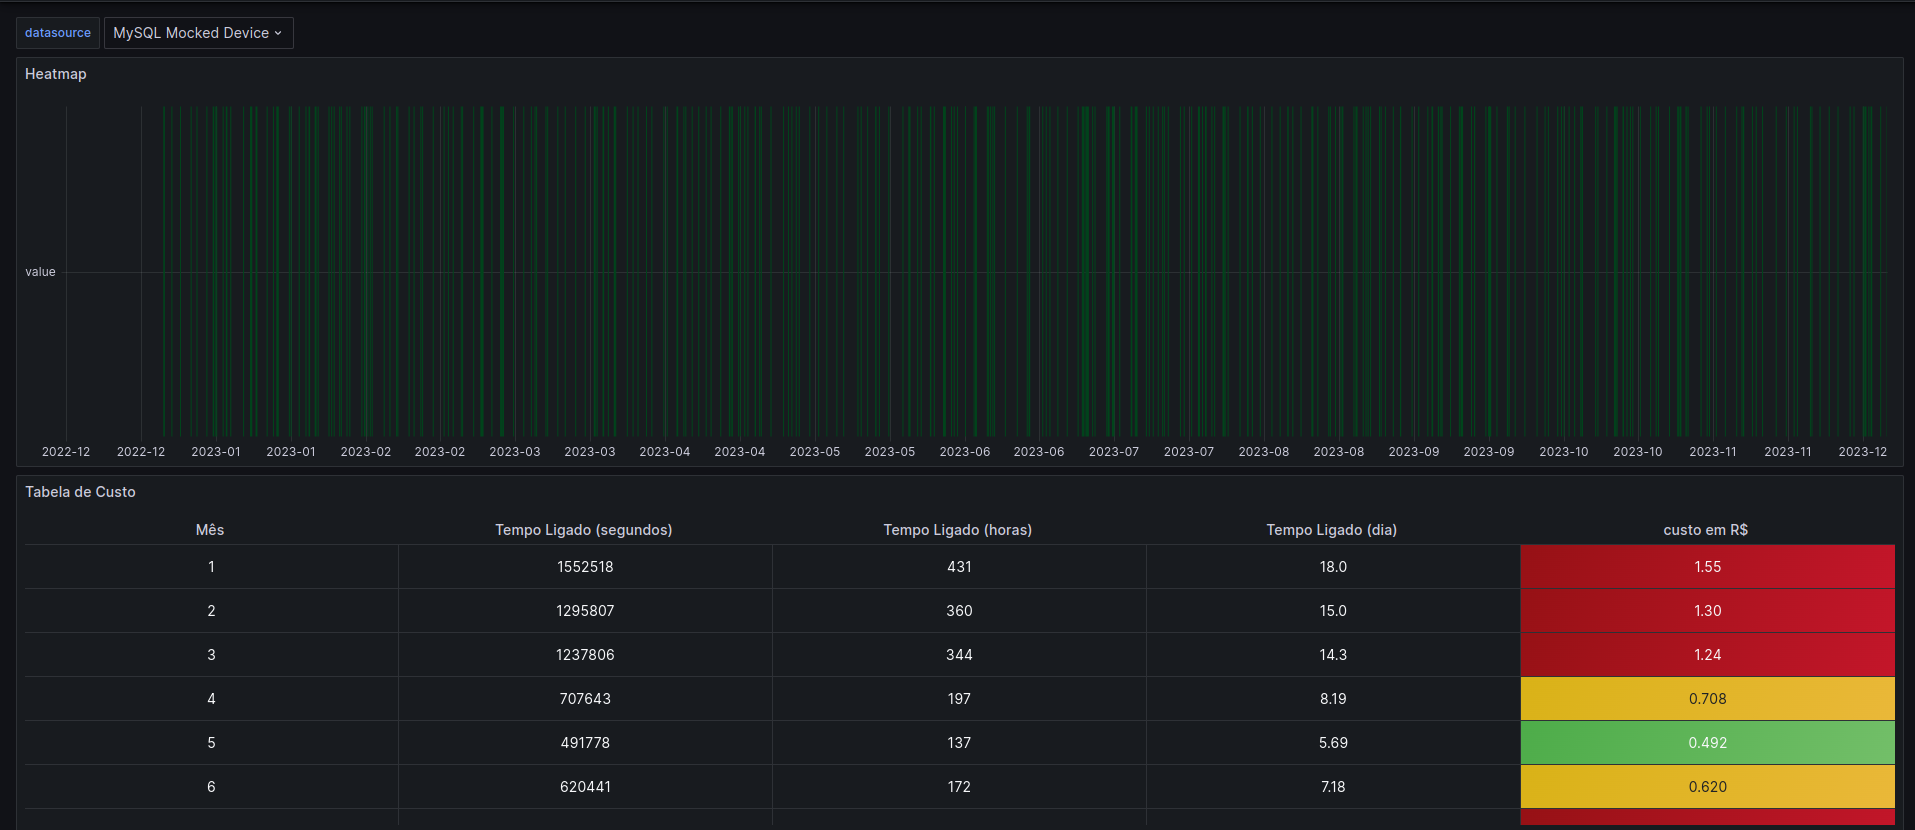 datasource MySQL Mocked Device
Heatmap
value
2022-12 2022-12 2023-01 2023-01 2023-02 2023-02 2023-03 2023-03 2023-04 2023-04 2023-05 2023-05 2023-06 2023-06 2023-07 2023-07 2023-08 2023-08 2023-09 2023-09 2023-10 2023-10 2023-11 2023-11 2023-12
Tabela de Custo
Mês Tempo Ligado (segundos) Tempo Ligado (horas) Tempo Ligado (dia) custo em R$
1 1552518 431 18.0 1.55
2 1295807 360 15.0 1.30
3 1237806 344 14.3 1.24
4 707643 197 8.19 0.708
5 491778 137 5.69 0.492
6 620441 172 7.18 0.620